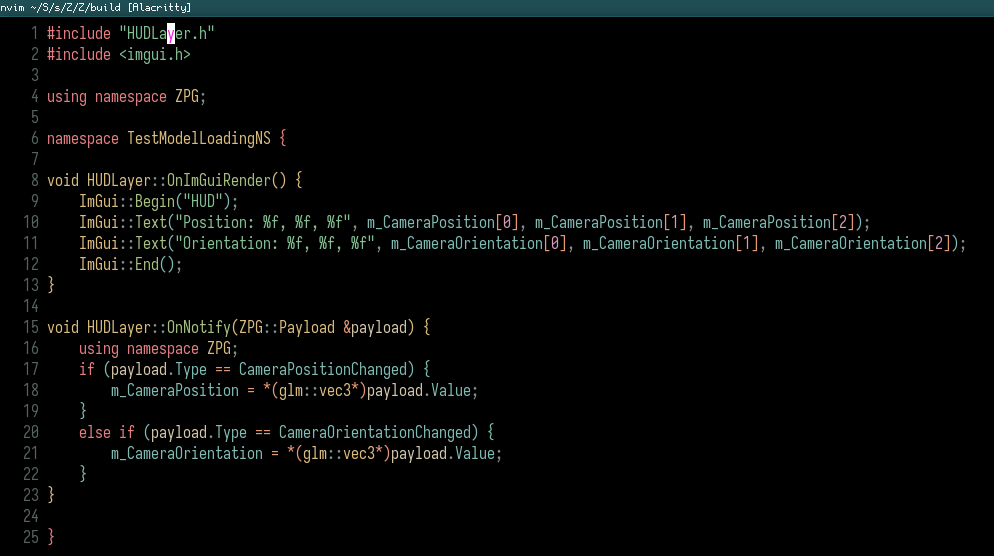 nvim ~/S/s/Z/Z/build [Alacritty]
1 #include "HUDLayer.h"
2 #include <imgui.h>
3
4 using namespace ZPG;
5
6 namespace TestModelLoadingNS {
7
8 void HUDLayer::OnImGuiRender() {
9     ImGui::Begin("HUD");
10     ImGui::Text("Position: %f, %f, %f", m_CameraPosition[0], m_CameraPosition[1], m_CameraPosition[2]);
11     ImGui::Text("Orientation: %f, %f, %f", m_CameraOrientation[0], m_CameraOrientation[1], m_CameraOrientation[2]);
12     ImGui::End();
13 }
14
15 void HUDLayer::OnNotify(ZPG::Payload &payload) {
16     using namespace ZPG;
17     if (payload.Type == CameraPositionChanged) {
18         m_CameraPosition = *(glm::vec3*)payload.Value;
19     }
20     else if (payload.Type == CameraOrientationChanged) {
21         m_CameraOrientation = *(glm::vec3*)payload.Value;
22     }
23 }
24
25 }